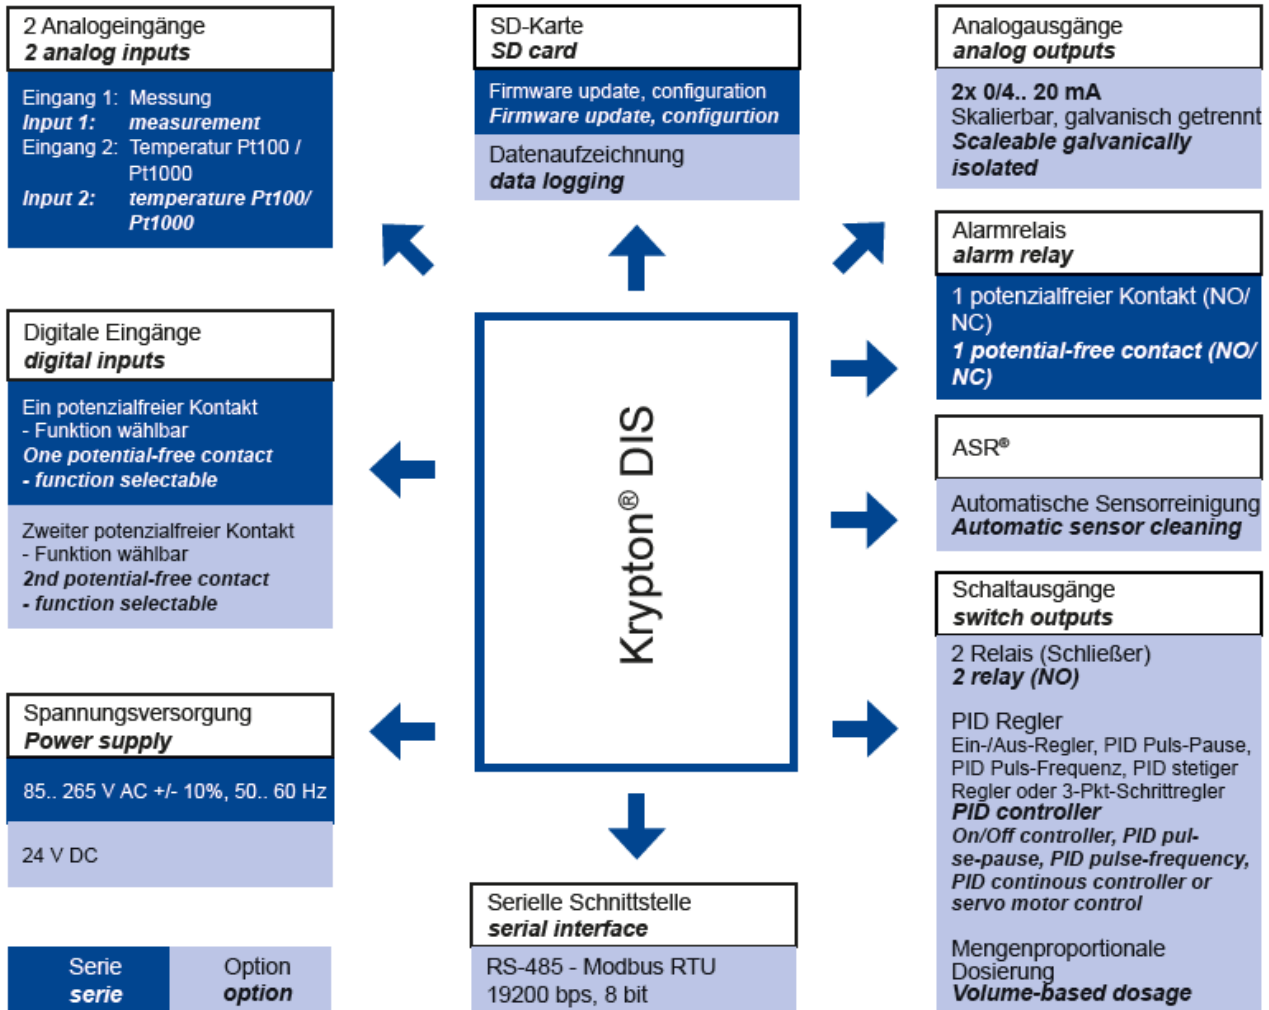 2 Analogeingänge
2 analog inputs
Eingang 1: Messung
Input 1: measurement
Eingang 2: Temperatur Pt100 /
Pt1000
Input 2: temperature Pt100/
Pt1000
SD-Karte
SD card
Firmware update, configuration
Firmware update, configurtion
Datenaufzeichnung
data logging
Analogausgänge
analog outputs
2x 0/4.. 20 mA
Skalierbar, galvanisch getrennt
Scaleable galvanically
isolated
Alarmrelais
alarm relay
1 potenzialfreier Kontakt (NO/
NC)
1 potential-free contact (NO/
NC)
Digitale Eingänge
digital inputs
Ein potenzialfreier Kontakt
- Funktion wählbar
One potential-free contact
- function selectable
Zweiter potenzialfreier Kontakt
- Funktion wählbar
2nd potential-free contact
- function selectable
Krypton® DIS
ASR®
Automatische Sensorreinigung
Automatic sensor cleaning
Schaltausgänge
switch outputs
2 Relais (Schließer)
2 relay (NO)
PID Regler
Ein-/Aus-Regler, PID Puls-Pause,
PID Puls-Frequenz, PID stetiger
Regler oder 3-Pkt-Schrittregler
PID controller
On/Off controller, PID pul-
se-pause, PID pulse-frequency,
PID continous controller or
servo motor control
Mengenproportionale
Dosierung
Volume-based dosage
Spannungsversorgung
Power supply
85.. 265 V AC +/- 10%, 50.. 60 Hz
24 V DC
Serie
serie
Option
option
Serielle Schnittstelle
serial interface
RS-485 - Modbus RTU
19200 bps, 8 bit